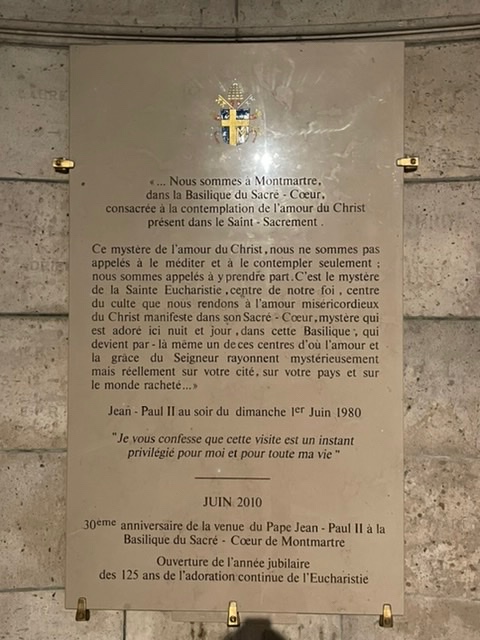 « ... Nous sommes à Montmartre,
dans la Basilique du Sacré - Cœur,
consacrée à la contemplation de l'amour du Christ
présent dans le Saint - Sacrement .
Ce mystère de l'amour du Christ, nous ne sommes pas
appelés à le méditer et à le contempler seulement ;
nous sommes appelés à y prendre part. C'est le mystère
de la Sainte Eucharistie, centre de notre foi , centre
du culte que nous rendons à l'amour miséricordieux
du Christ manifeste dans son Sacré - Cœur, mystère qui
est adoré ici nuit et jour , dans cette Basilique , qui
devient par - là même un de ces centres d'où l'amour et
la grâce du Seigneur rayonnent mystérieusement
mais réellement sur votre cité, sur votre pays et sur
le monde racheté... »
Jean - Paul II au soir du dimanche 1er Juin 1980
"Je vous confesse que cette visite est un instant
privilégié pour moi et pour toute ma vie "
JUIN 2010
30ème anniversaire de la venue du Pape Jean - Paul II à la
Basilique du Sacré - Cœur de Montmartre
Ouverture de l'année jubilaire
des 125 ans de l'adoration continue de l'Eucharistie